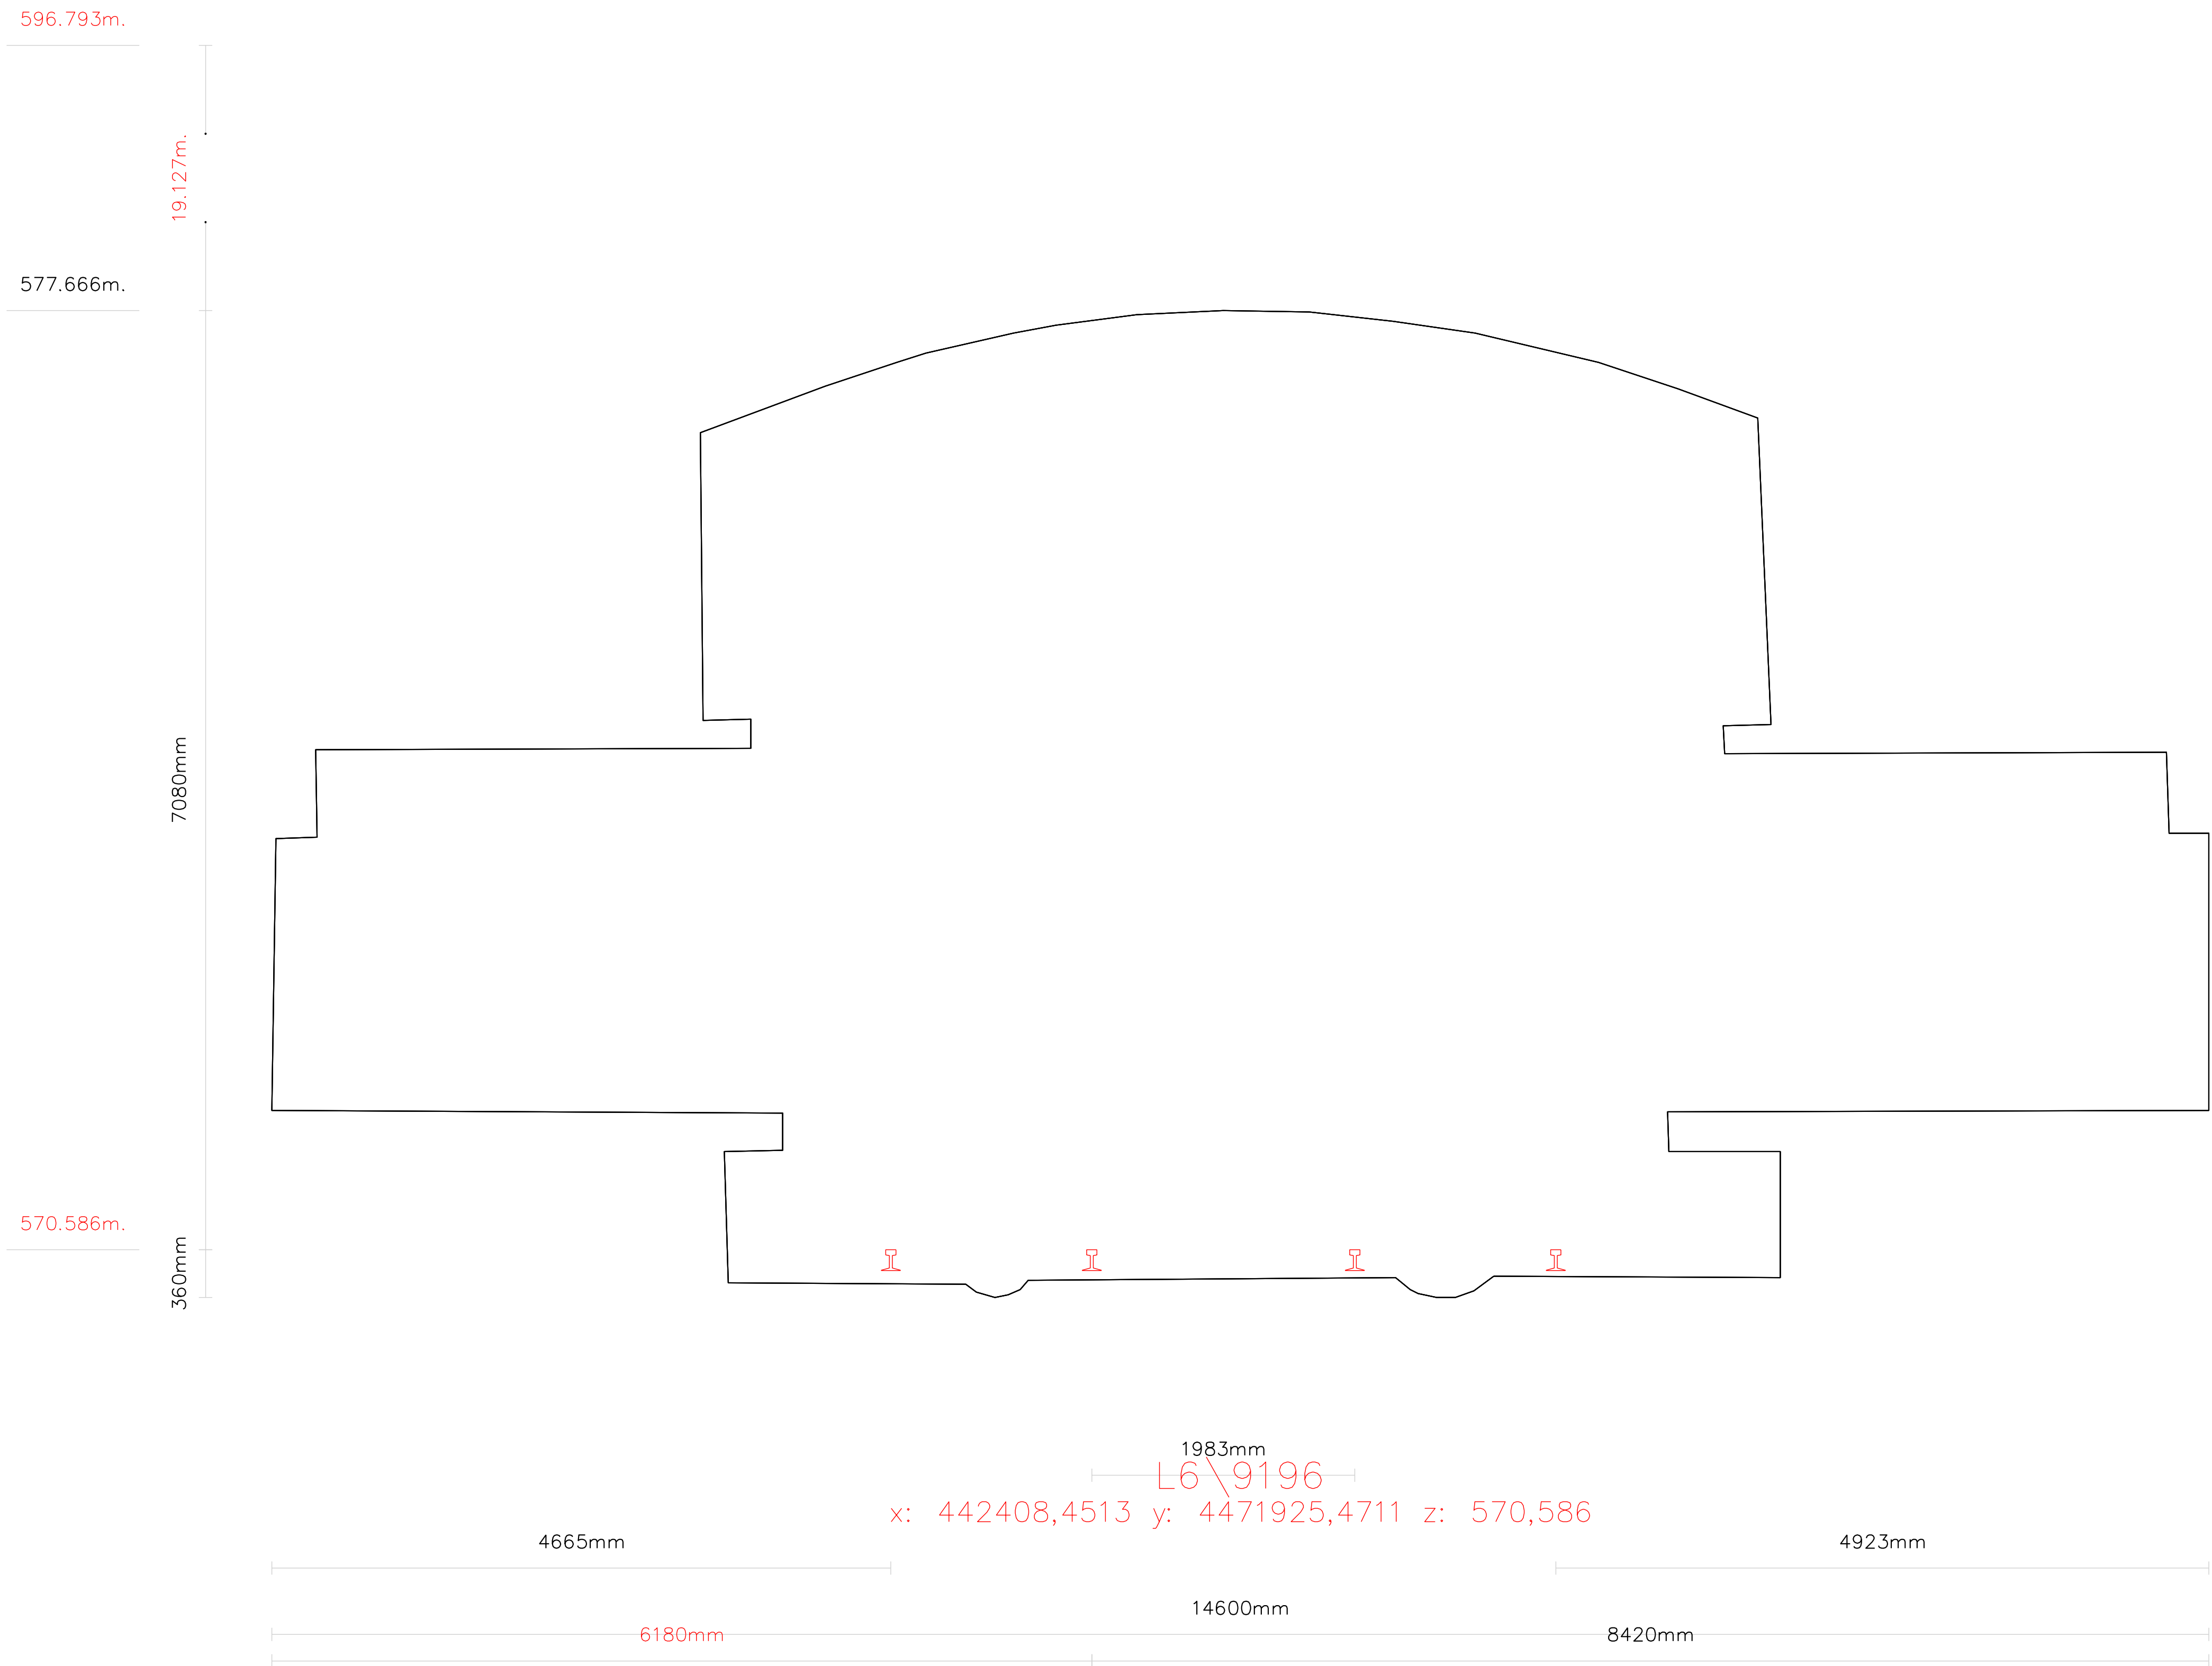 596.793m.
19.127m.
577.666m.
7080mm
570.586m.
360mm
1983mm
L6\9196
x: 442408,4513 y: 4471925,4711 z: 570,586
4665mm
4923mm
14600mm
6180mm
8420mm